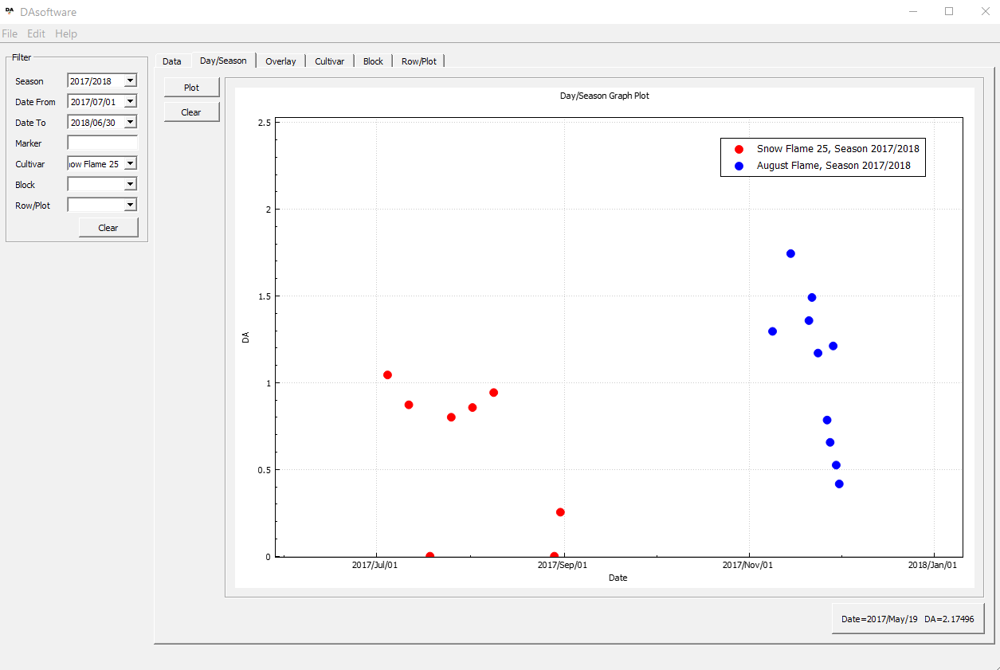 DA
DAsoftware
File Edit Help
Filter
Season 2017/2018
Date From 2017/07/01
Date To 2018/06/30
Marker
Cultivar now Flame 25
Block
Row/Plot
Clear
Data Day/Season Overlay Cultivar Block Row/Plot
Plot
Clear
Day/Season Graph Plot
Snow Flame 25, Season 2017/2018
August Flame, Season 2017/2018
2.5
2
1.5
1
0.5
0
DA
2017/Jul/01 2017/Sep/01 2017/Nov/01 2018/Jan/01
Date
Date=2017/May/19 DA=2.17496